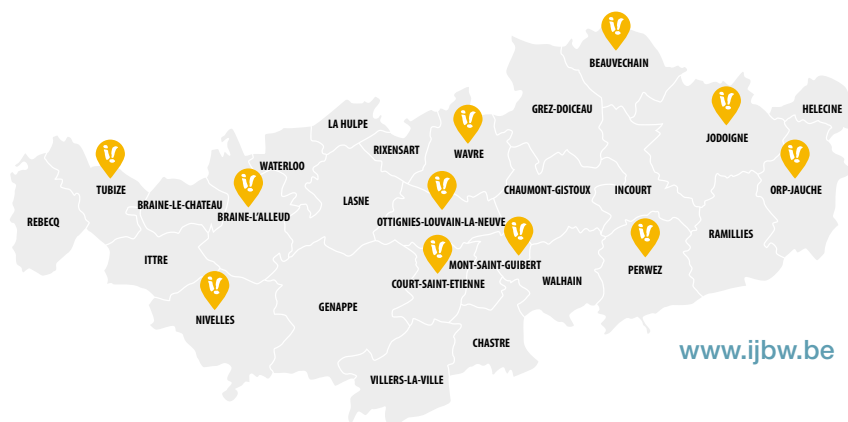 BEAUVECHAIN
GREZ-DOICEAU
HELECINE
LA HULPE
JODOIGNE
RIXENSART
WAVRE
WATERLOO
TUBIZE
CHAUMONT-GISTOUX
INCOURT
ORP-JAUCHE
BRAINE-LE-CHATEAU
LASNE
BRAINE-L'ALLEUD
REBECQ
OTTIGNIES-LOUVAIN-LA-NEUVE
RAMILLIES
ITTRE
MONT-SAINT-GUIBERT
PERWEZ
COURT-SAINT-ETIENNE
WALHAIN
GENAPPE
NIVELLES
CHASTRE
www.ijbw.be
VILLERS-LA-VILLE